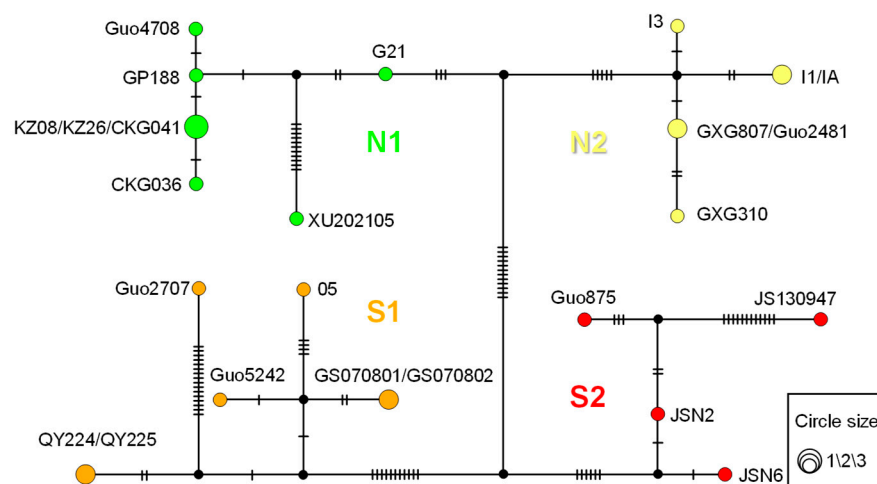 Guo4708
G21
I3
GP188
I1/IA
KZ08/KZ26/CKG041
N1
N2
GXG807/Guo2481
CKG036
XU202105
GXG310
Guo2707
05
S1
Guo875
JS130947
Guo5242
GS070801/GS070802
S2
JSN2
Circle size
QY224/QY225
1\2\3
JSN6